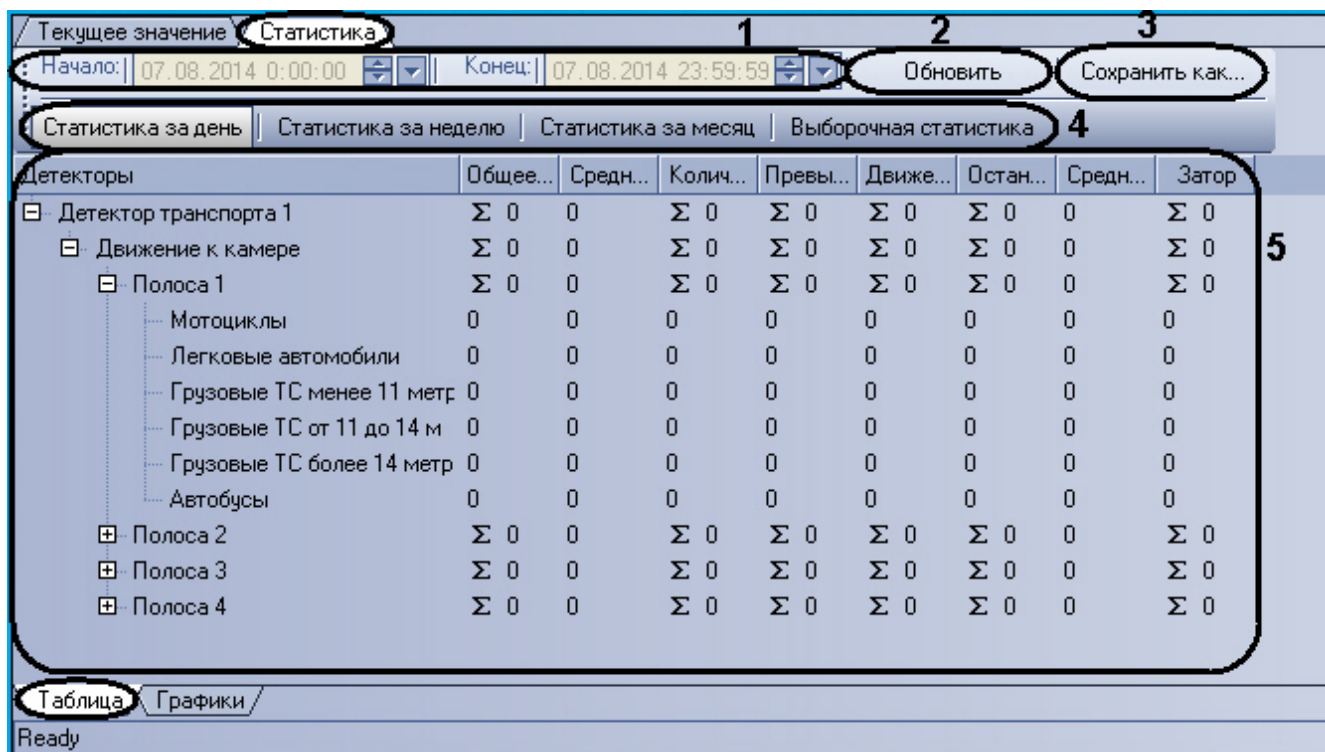 Текущее значение Статистика
1 2 3
Начало: 07.08.2014 0:00:00 Конец: 07.08.2014 23:59:59 Обновить Сохранить как...
Статистика за день Статистика за неделю Статистика за месяц Выборочная статистика 4
Детекторы Общее... Средн... Колич... Превы... Движе... Остан... Средн... Затор
Детектор транспорта 1 Σ 0 0 Σ 0 Σ 0 Σ 0 Σ 0 0 Σ 0
Движение к камере Σ 0 0 Σ 0 Σ 0 Σ 0 Σ 0 0 Σ 0 5
Полоса 1 Σ 0 0 Σ 0 Σ 0 Σ 0 Σ 0 0 Σ 0
Мотоциклы 0 0 0 0 0 0 0 0
Легковые автомобили 0 0 0 0 0 0 0 0
Грузовые ТС менее 11 метр 0 0 0 0 0 0 0 0
Грузовые ТС от 11 до 14 м 0 0 0 0 0 0 0 0
Грузовые ТС более 14 метр 0 0 0 0 0 0 0 0
Автобусы 0 0 0 0 0 0 0 0
Полоса 2 Σ 0 0 Σ 0 Σ 0 Σ 0 Σ 0 0 Σ 0
Полоса 3 Σ 0 0 Σ 0 Σ 0 Σ 0 Σ 0 0 Σ 0
Полоса 4 Σ 0 0 Σ 0 Σ 0 Σ 0 Σ 0 0 Σ 0
Таблица Графики
Ready